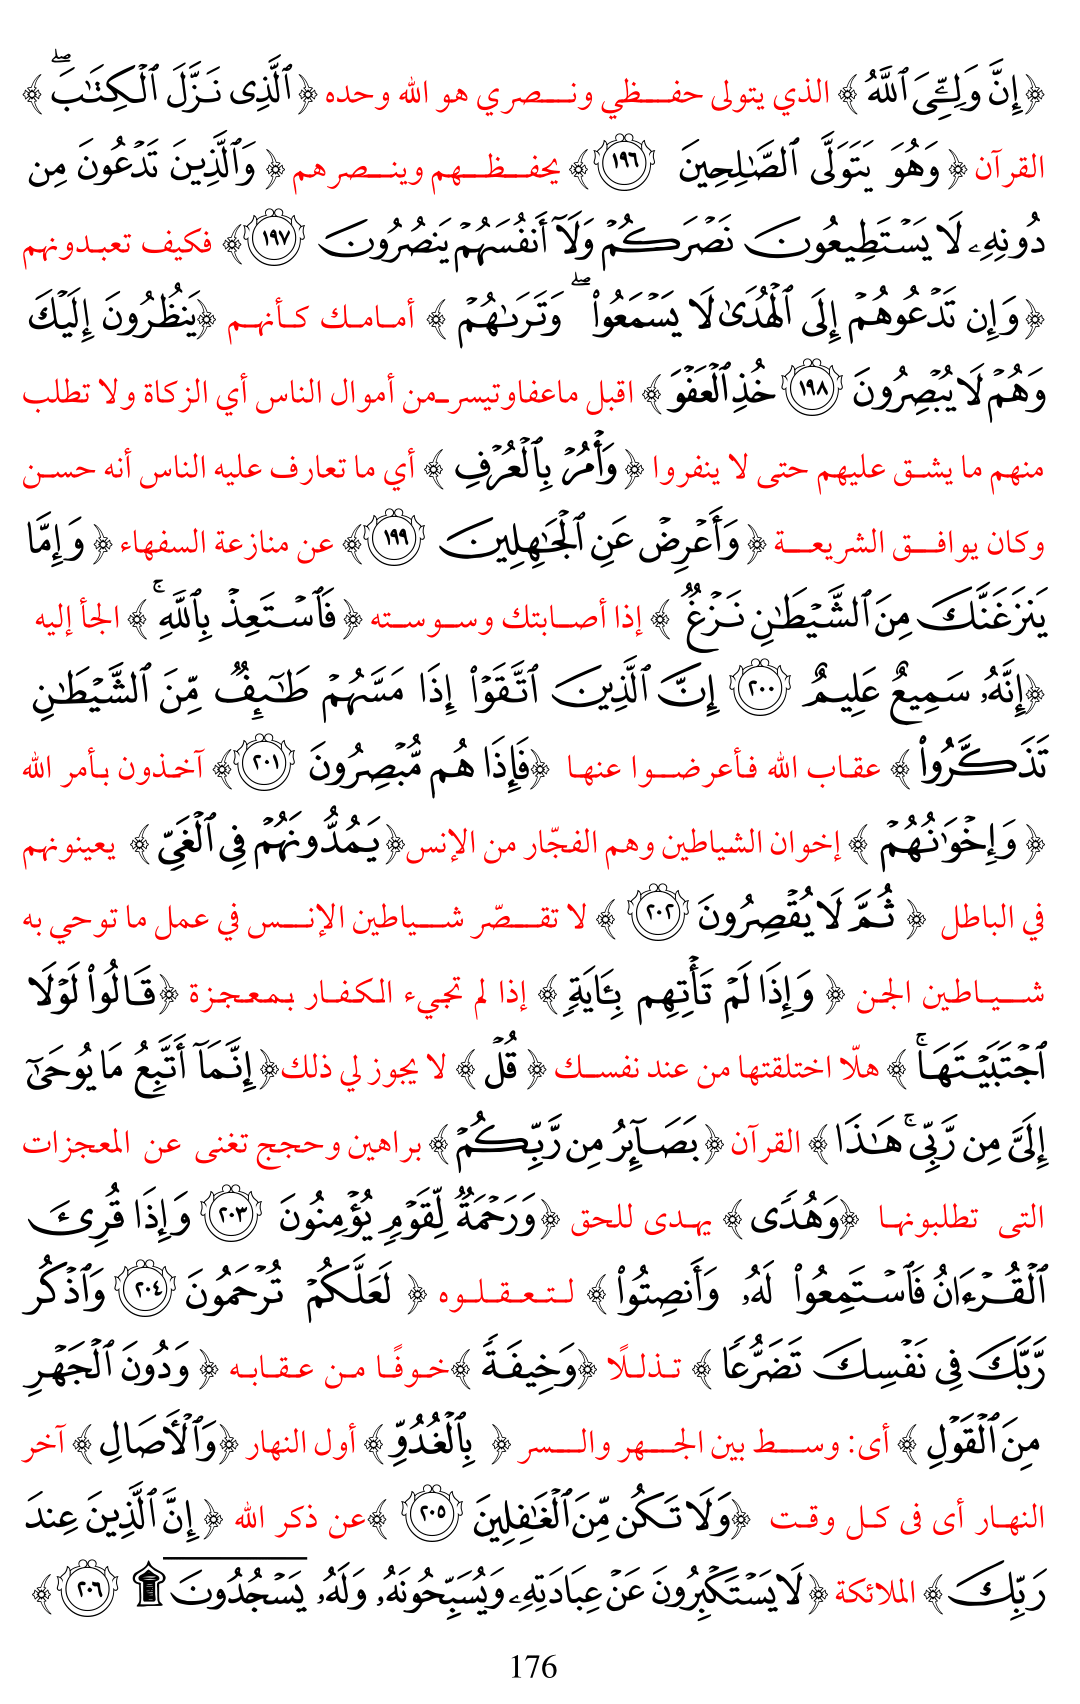 ﴿إِنَّ وَلِـِّۧيَ ٱللَّهُ﴾ الذي يتولى حفظي ونصري هو الله وحده ﴿ٱلَّذِى نَزَّلَ ٱلْكِتَٰبَ ۖ﴾
القرآن ﴿وَهُوَ يَتَوَلَّى ٱلصَّٰلِحِينَ ١٩٦﴾ يحفظهم وينصرهم ﴿وَٱلَّذِينَ تَدْعُونَ مِن
دُونِهِۦ لَا يَسْتَطِيعُونَ نَصْرَكُمْ وَلَآ أَنفُسَهُمْ يَنصُرُونَ ١٩٧﴾ فكيف تعبدونهم
﴿وَإِن تَدْعُوهُمْ إِلَى ٱلْهُدَىٰ لَا يَسْمَعُوا۟ ۖ وَتَرَىٰهُمْ﴾ أمامك كأنهم ﴿يَنظُرُونَ إِلَيْكَ
وَهُمْ لَا يُبْصِرُونَ ١٩٨ خُذِ ٱلْعَفْوَ﴾ اقبل ماعفاوتيسر من أموال الناس أي الزكاة ولا تطلب
منهم ما يشق عليهم حتى لا ينفروا ﴿وَأْمُرْ بِٱلْعُرْفِ﴾ أي ما تعارف عليه الناس أنه حسن
وكان يوافق الشريعة ﴿وَأَعْرِضْ عَنِ ٱلْجَٰهِلِينَ ١٩٩﴾ عن منازعة السفهاء ﴿وَإِمَّا
يَنزَغَنَّكَ مِنَ ٱلشَّيْطَٰنِ نَزْغٌ﴾ إذا أصابتك وسوسته ﴿فَٱسْتَعِذْ بِٱللَّهِ ۚ﴾ الجأ إليه
﴿إِنَّهُۥ سَمِيعٌ عَلِيمٌ ٢٠٠ إِنَّ ٱلَّذِينَ ٱتَّقَوْا۟ إِذَا مَسَّهُمْ طَٰٓئِفٌ مِّنَ ٱلشَّيْطَٰنِ
تَذَكَّرُوا۟﴾ عقاب الله فأعرضوا عنها ﴿فَإِذَا هُم مُّبْصِرُونَ ٢٠١﴾ آخذون بأمر الله
﴿وَإِخْوَٰنُهُمْ﴾ إخوان الشياطين وهم الفجّار من الإنس﴿يَمُدُّونَهُمْ فِى ٱلْغَىِّ﴾ يعينونهم
في الباطل ﴿ثُمَّ لَا يُقْصِرُونَ ٢٠٢﴾ لا تقصّر شياطين الإنس في عمل ما توحي به
شياطين الجن ﴿وَإِذَا لَمْ تَأْتِهِم بِـَٔايَةٍ﴾ إذا لم تجيء الكفار بمعجزة ﴿قَالُوا۟ لَوْلَا
ٱجْتَبَيْتَهَا ۚ﴾ هلّا اختلقتها من عند نفسك ﴿قُلْ﴾ لا يجوز لي ذلك﴿إِنَّمَآ أَتَّبِعُ مَا يُوحَىٰٓ
إِلَىَّ مِن رَّبِّى ۚ هَٰذَا﴾ القرآن ﴿بَصَآئِرُ مِن رَّبِّكُمْ﴾ براهين وحجج تغنى عن المعجزات
التى تطلبونها ﴿وَهُدًى﴾ يهدى للحق ﴿وَرَحْمَةٌ لِّقَوْمٍ يُؤْمِنُونَ ٢٠٣ وَإِذَا قُرِئَ
ٱلْقُرْءَانُ فَٱسْتَمِعُوا۟ لَهُۥ وَأَنصِتُوا۟﴾ لتعقلوه ﴿لَعَلَّكُمْ تُرْحَمُونَ ٢٠٤ وَٱذْكُر
رَّبَّكَ فِى نَفْسِكَ تَضَرُّعًا﴾ تذللًا ﴿وَخِيفَةً﴾خوفًا من عقابه ﴿وَدُونَ ٱلْجَهْرِ
مِنَ ٱلْقَوْلِ﴾ أى: وسط بين الجهر والسر ﴿بِٱلْغُدُوِّ﴾ أول النهار ﴿وَٱلْأَصَالِ﴾ آخر
النهار أى فى كل وقت ﴿وَلَا تَكُن مِّنَ ٱلْغَٰفِلِينَ ٢٠٥﴾عن ذكر الله ﴿إِنَّ ٱلَّذِينَ عِندَ
رَبِّكَ﴾ الملائكة ﴿لَا يَسْتَكْبِرُونَ عَنْ عِبَادَتِهِۦ وَيُسَبِّحُونَهُۥ وَلَهُۥ يَسْجُدُونَ ۩ ٢٠٦﴾
176